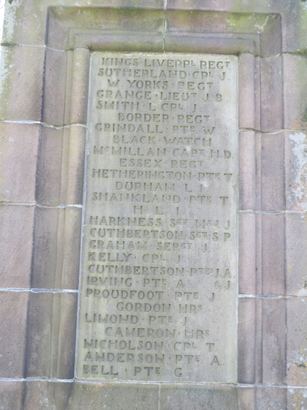 KINGS LIVERPL REGT
SUTHERLAND · CPL J
W. YORKS · REGT
GRANGE · LIEUT J B
SMITH · L CPL J
BORDER · REGT
GRINDALL · PTE W
BLACK · WATCH
McMILLAN · CAPT H.D.
ESSEX · REGT
HETHERINGTON · PTE T
DURHAM · L I
SHANKLAND · PTE T
H · L · I
HARKNESS · J
CUTHBERTSON · SGT S P
GRAHAM · SERGT J
KELLY · CPL J
CUTHBERTSON · PTE J.A
IRVING · PTE A J
PROUDFOOT · PTE J
GORDON · HRS
LIMOND · PTE J
CAMERON · HRS
NICHOLSON · CPL T
ANDERSON · PTE A
BELL · PTE G